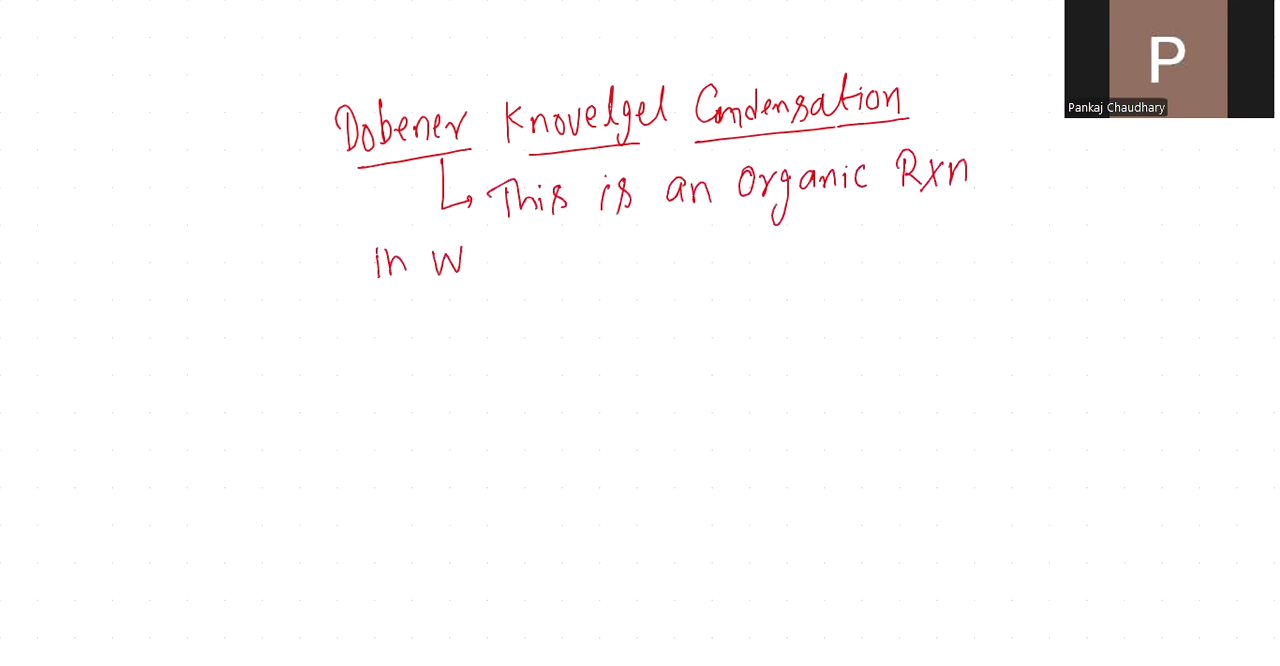 P
Pankaj Chaudhary
Dobener Knovelgel Condensation
↳ This is an Organic Rxn
in w